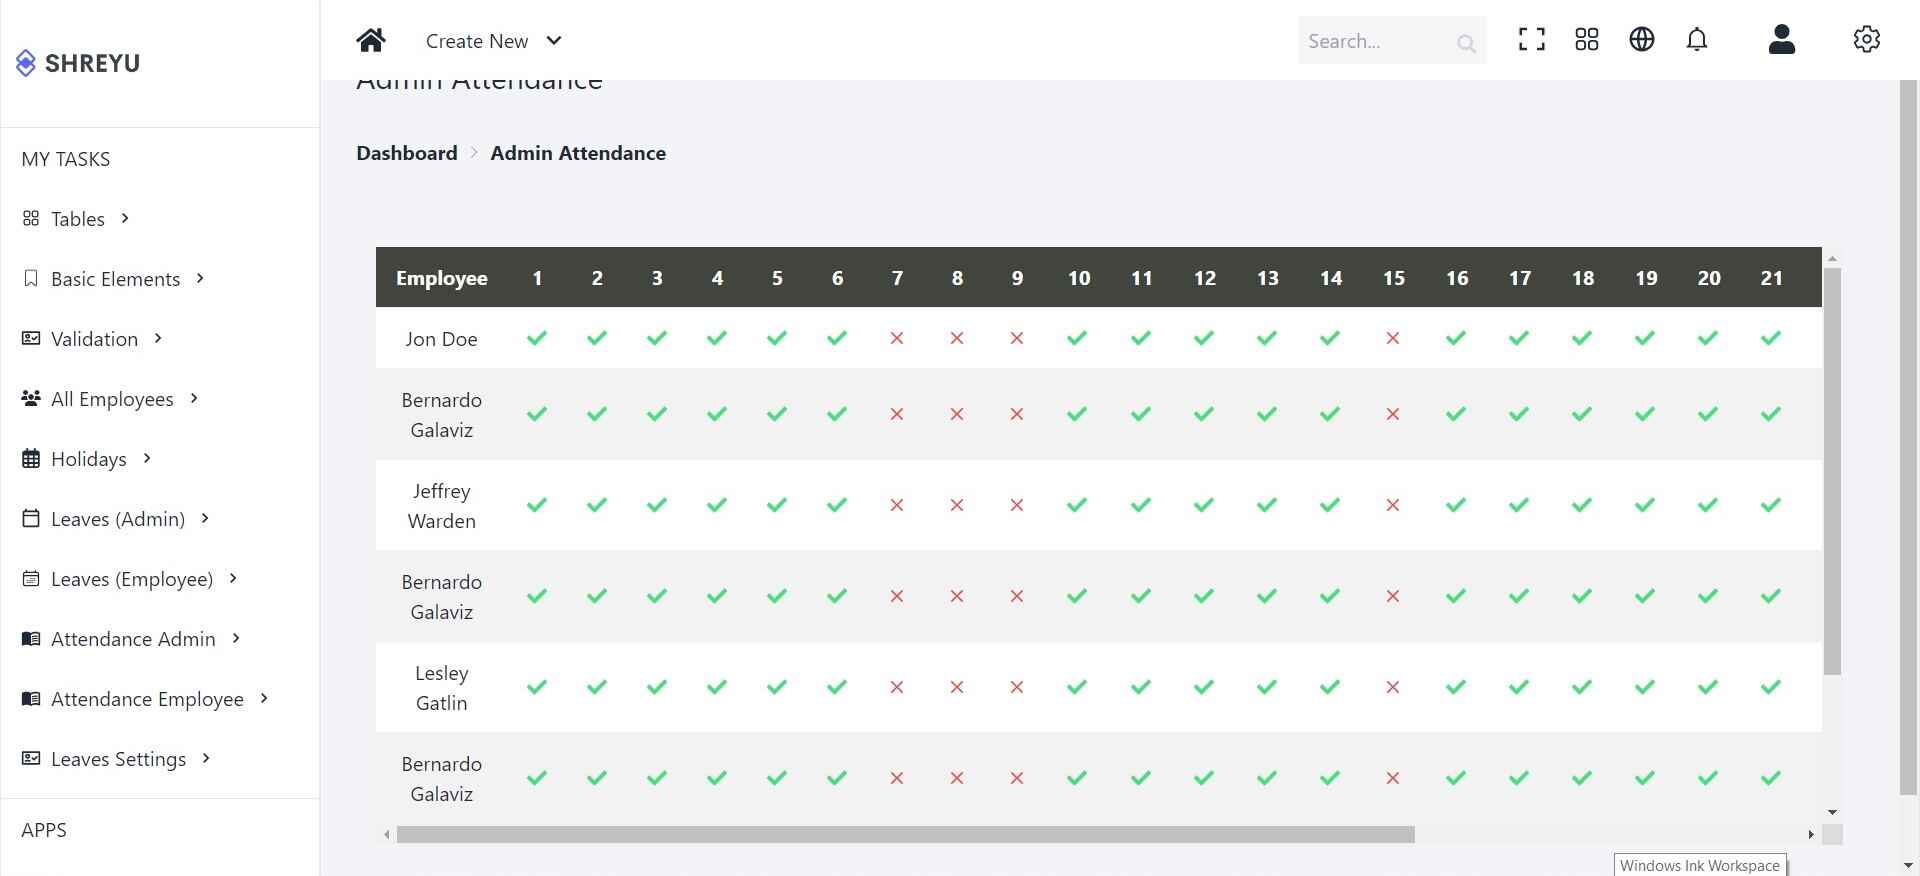 SHREYU
Create New
Search...
Admin Attendance
Dashboard
Admin Attendance
MY TASKS
Tables
Basic Elements
Validation
All Employees
Holidays
Leaves (Admin)
Leaves (Employee)
Attendance Admin
Attendance Employee
Leaves Settings
APPS
Employee 1 2 3 4 5 6 7 8 9 10 11 12 13 14 15 16 17 18 19 20 21
Jon Doe
Bernardo
Galaviz
Jeffrey
Warden
Bernardo
Galaviz
Lesley
Gatlin
Bernardo
Galaviz
Windows Ink Workspace